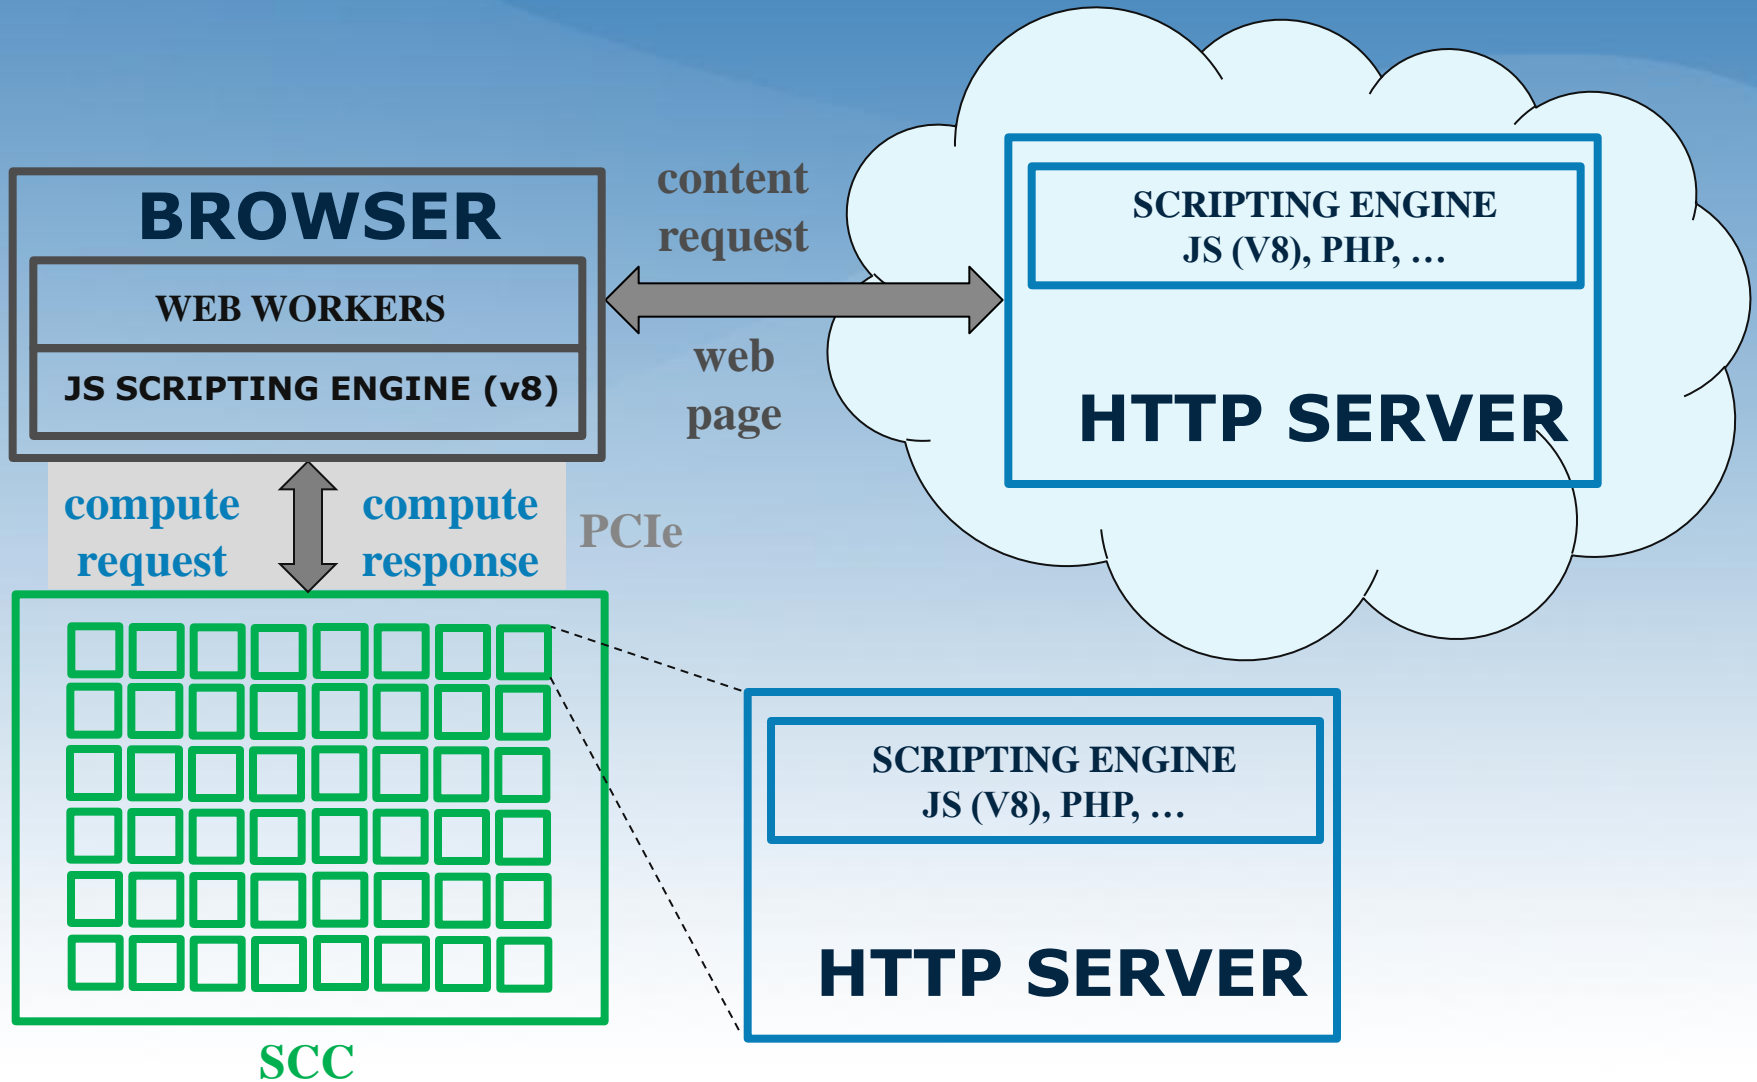 BROWSER
WEB WORKERS
JS SCRIPTING ENGINE (v8)
content
request
web
page
SCRIPTING ENGINE
JS (V8), PHP, …
HTTP SERVER
compute
request
compute
response
PCIe
SCC
SCRIPTING ENGINE
JS (V8), PHP, …
HTTP SERVER